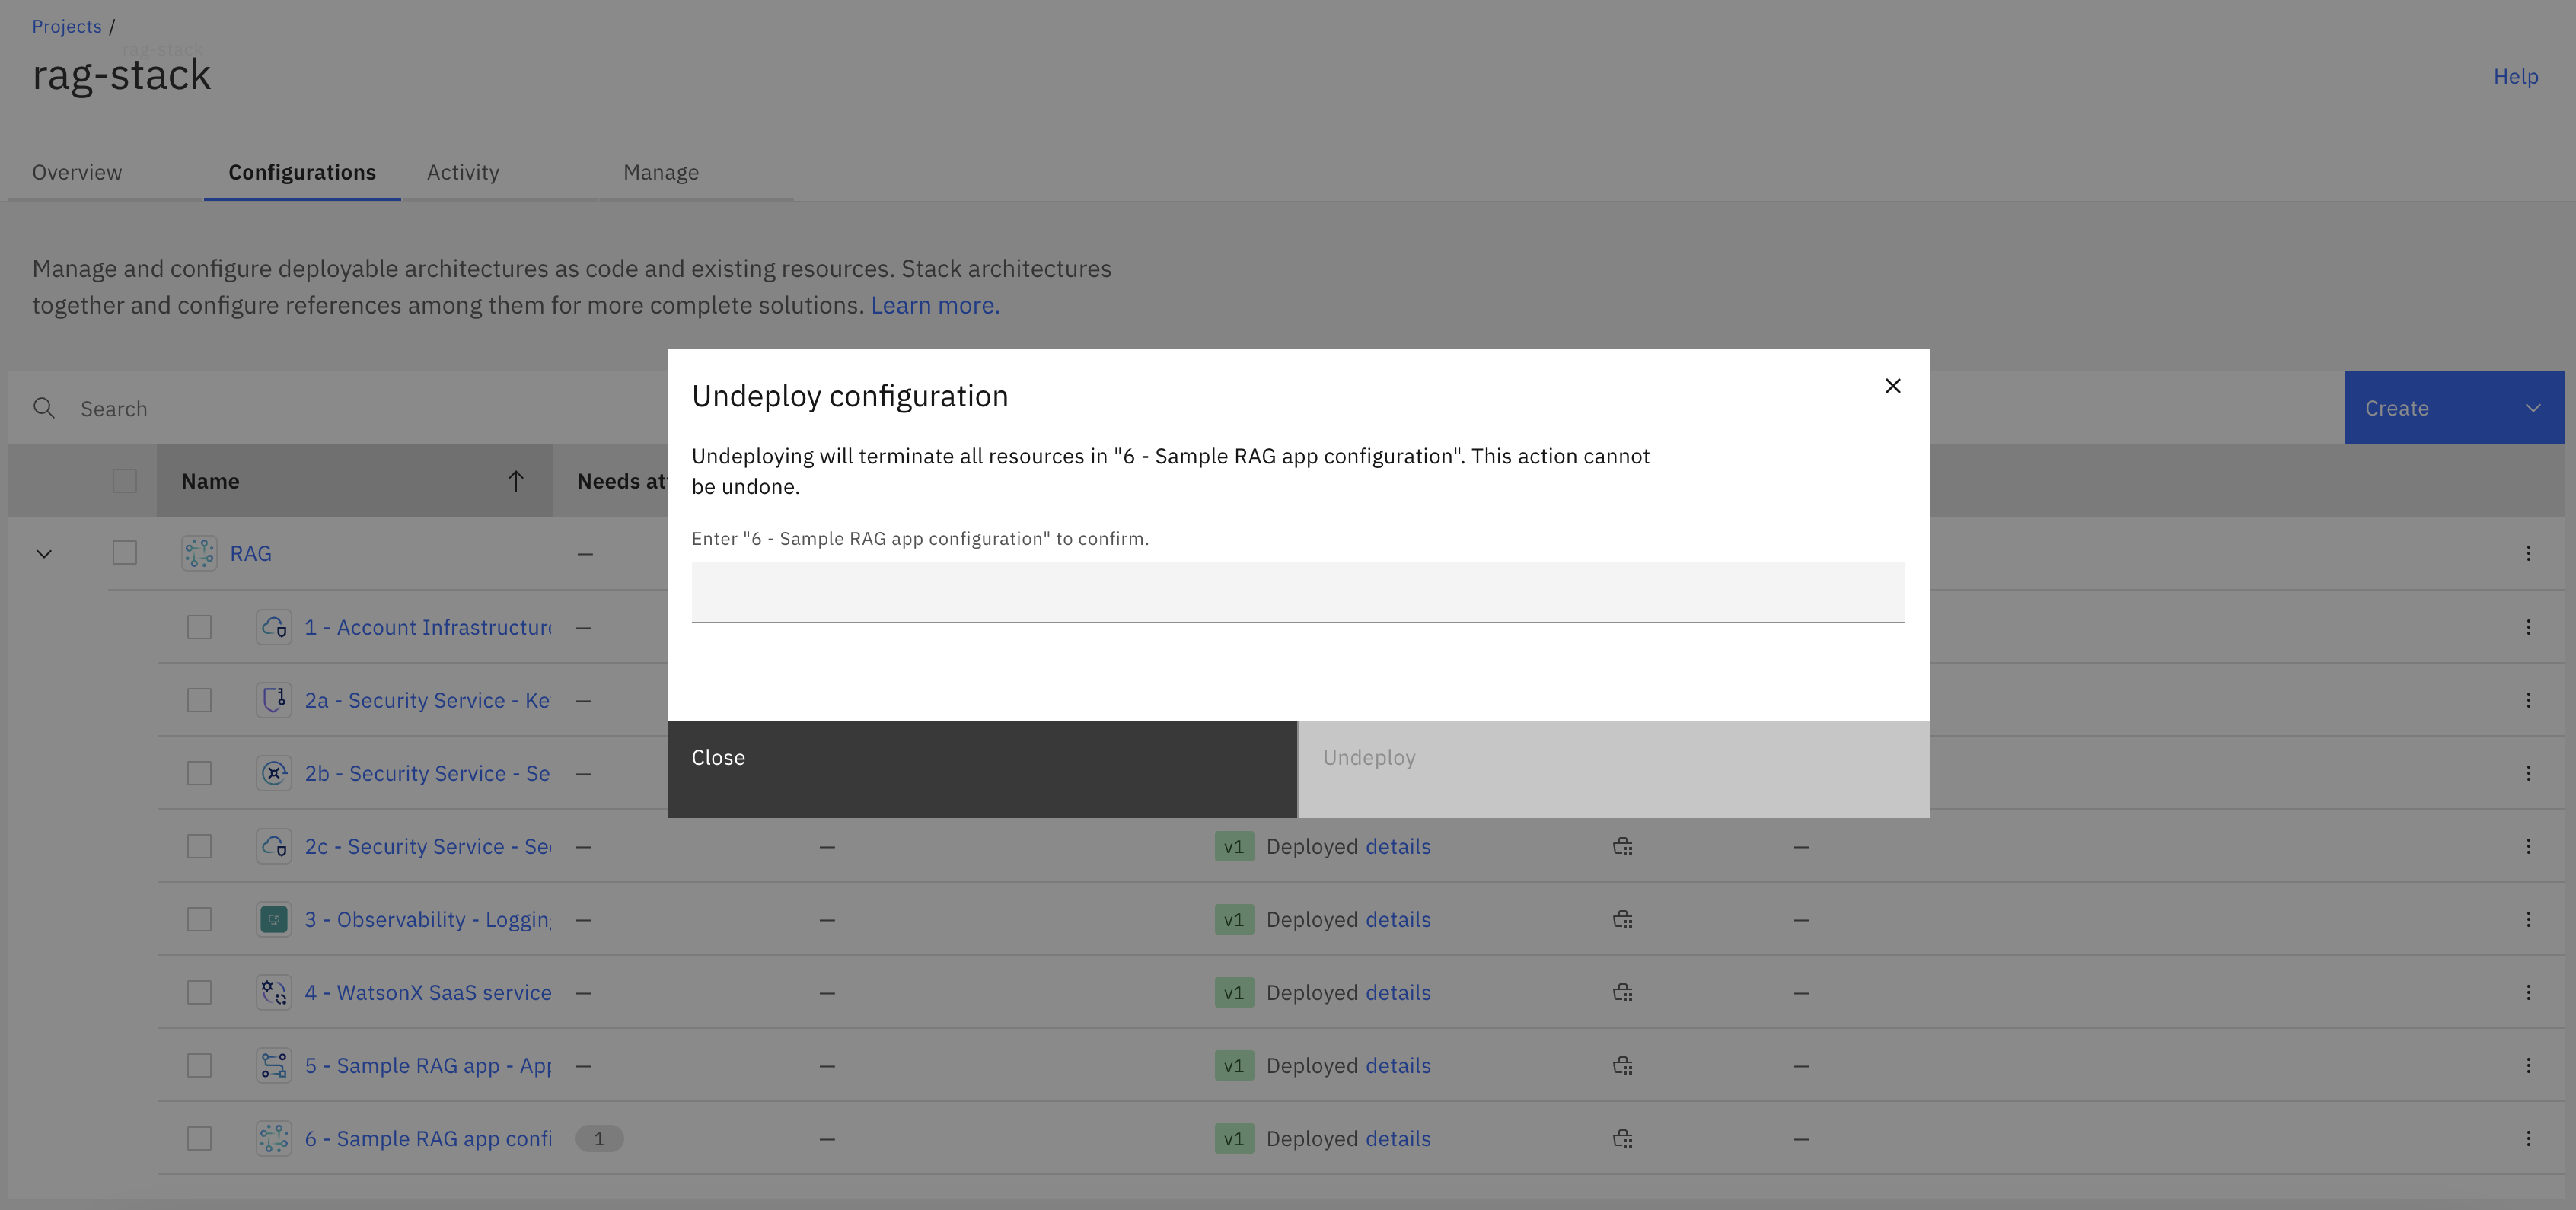 Projects /
rag-stack
rag-stack
Help
Overview Configurations Activity Manage
Manage and configure deployable architectures as code and existing resources. Stack architectures
together and configure references among them for more complete solutions. Learn more.
Search
Create
Name Needs at
RAG –
1 - Account Infrastructure –
2a - Security Service - Ke –
2b - Security Service - Se –
Undeploy configuration
Undeploying will terminate all resources in "6 - Sample RAG app configuration". This action cannot
be undone.
Enter "6 - Sample RAG app configuration" to confirm.
Close Undeploy
2c - Security Service - Se – – v1 Deployed details –
3 - Observability - Loggin – – v1 Deployed details –
4 - WatsonX SaaS service – – v1 Deployed details –
5 - Sample RAG app - App – – v1 Deployed details –
6 - Sample RAG app confi 1 – v1 Deployed details –